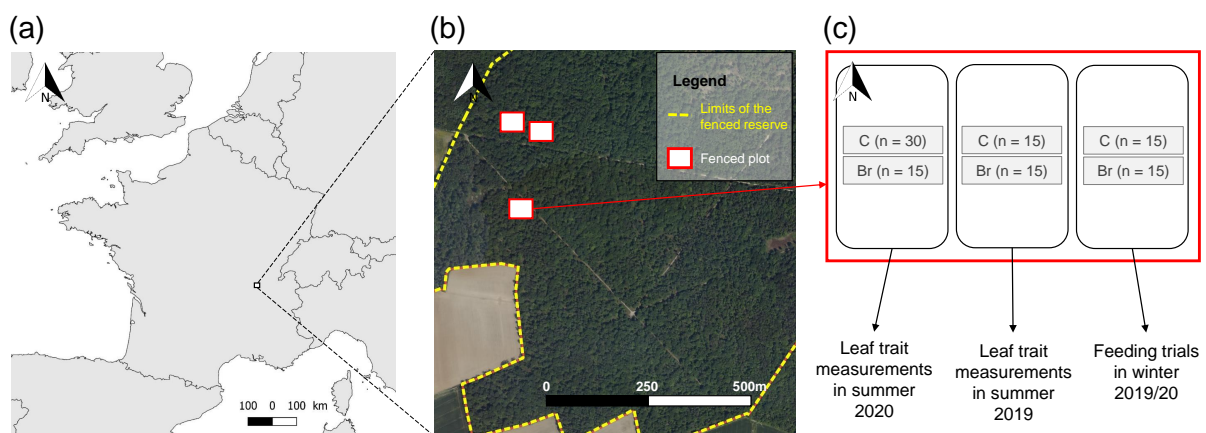 (a)
N
100 0 100 km
(b)
N
Legend
Limits of the
fenced reserve
Fenced plot
0 250 500m
(c)
N
C (n = 30)
Br (n = 15)
C (n = 15)
Br (n = 15)
C (n = 15)
Br (n = 15)
Leaf trait
measurements
in summer
2020
Leaf trait
measurements
in summer
2019
Feeding trials
in winter
2019/20